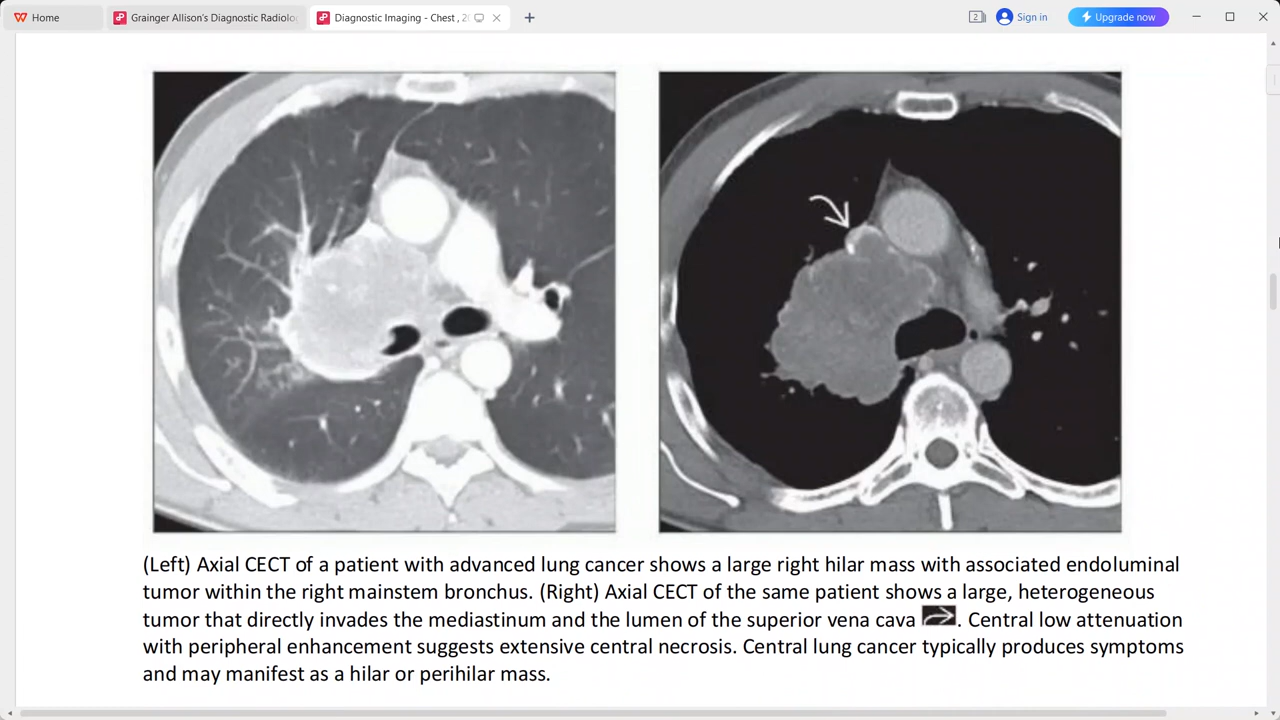 Home
Grainger Allison's Diagnostic Radiolo
Diagnostic Imaging - Chest , 2
2
Sign in
Upgrade now
(Left) Axial CECT of a patient with advanced lung cancer shows a large right hilar mass with associated endoluminal
tumor within the right mainstem bronchus. (Right) Axial CECT of the same patient shows a large, heterogeneous
tumor that directly invades the mediastinum and the lumen of the superior vena cava . Central low attenuation
with peripheral enhancement suggests extensive central necrosis. Central lung cancer typically produces symptoms
and may manifest as a hilar or perihilar mass.